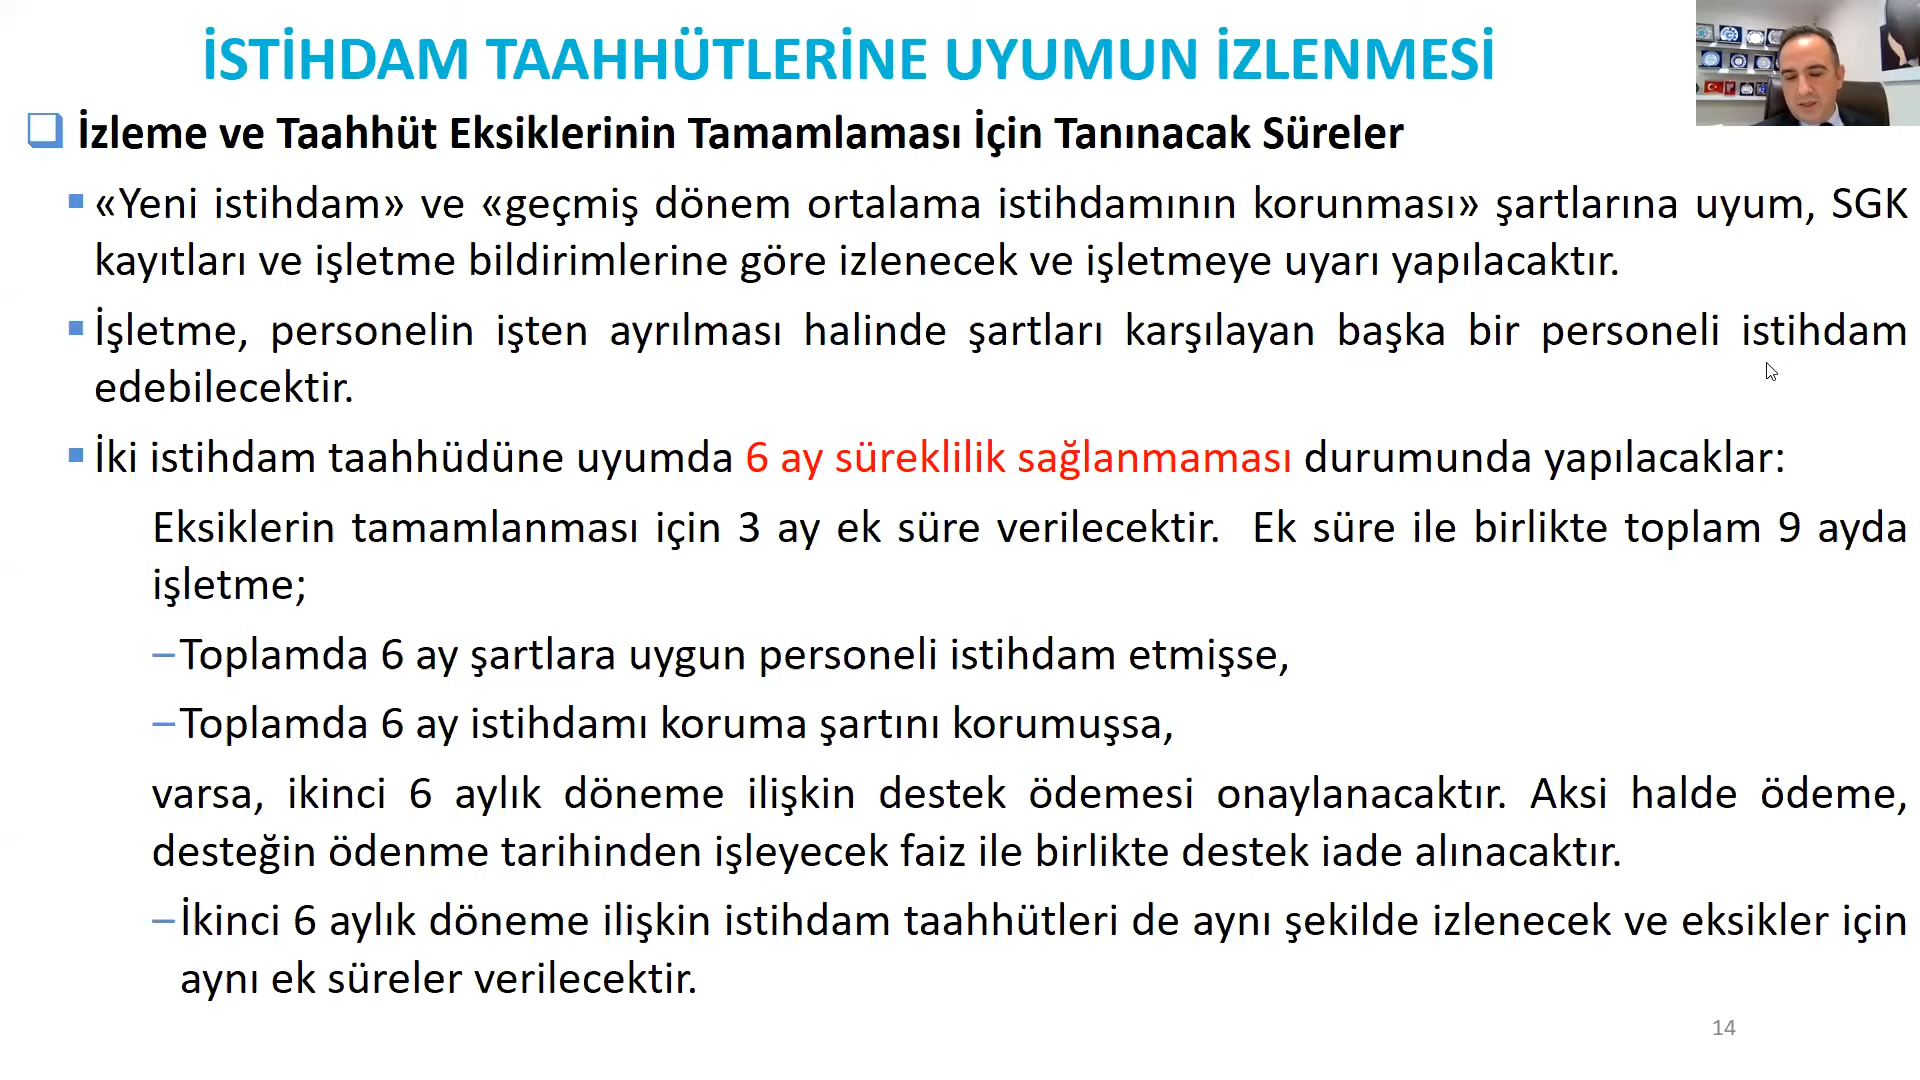 İSTİHDAM TAAHHÜTLERİNE UYUMUN İZLENMESİ
İzleme ve Taahhüt Eksiklerinin Tamamlaması İçin Tanınacak Süreler
«Yeni istihdam» ve «geçmiş dönem ortalama istihdamının korunması» şartlarına uyum, SGK
kayıtları ve işletme bildirimlerine göre izlenecek ve işletmeye uyarı yapılacaktır.
İşletme, personelin işten ayrılması halinde şartları karşılayan başka bir personeli istihdam
edebilecektir.
İki istihdam taahhüdüne uyumda 6 ay süreklilik sağlanmaması durumunda yapılacaklar:
Eksiklerin tamamlanması için 3 ay ek süre verilecektir. Ek süre ile birlikte toplam 9 ayda
işletme;
–Toplamda 6 ay şartlara uygun personeli istihdam etmişse,
–Toplamda 6 ay istihdamı koruma şartını korumuşsa,
varsa, ikinci 6 aylık döneme ilişkin destek ödemesi onaylanacaktır. Aksi halde ödeme,
desteğin ödenme tarihinden işleyecek faiz ile birlikte destek iade alınacaktır.
–İkinci 6 aylık döneme ilişkin istihdam taahhütleri de aynı şekilde izlenecek ve eksikler için
aynı ek süreler verilecektir.
14